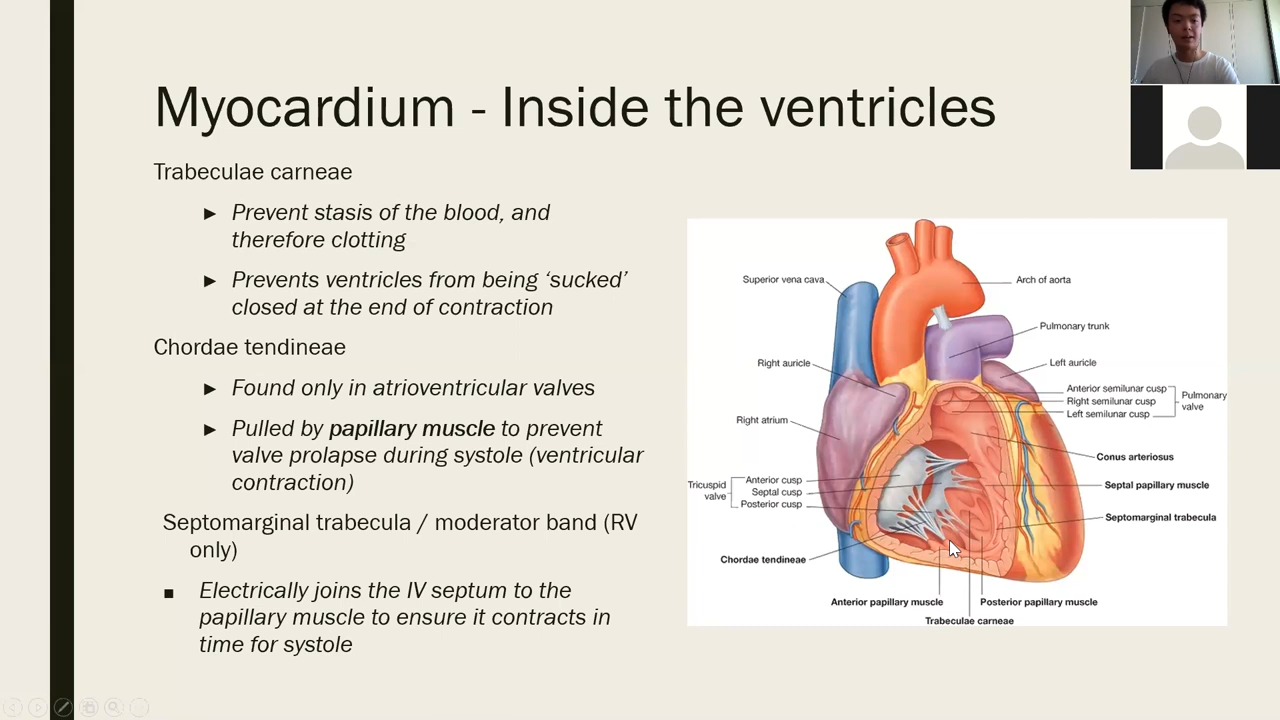 Myocardium - Inside the ventricles
Trabeculae carneae
► Prevent stasis of the blood, and
therefore clotting
► Prevents ventricles from being ‘sucked’
closed at the end of contraction
Chordae tendineae
► Found only in atrioventricular valves
► Pulled by papillary muscle to prevent
valve prolapse during systole (ventricular
contraction)
Septomarginal trabecula / moderator band (RV
only)
■ Electrically joins the IV septum to the
papillary muscle to ensure it contracts in
time for systole
Superior vena cava
Arch of aorta
Pulmonary trunk
Right auricle
Left auricle
Anterior semilunar cusp
Right semilunar cusp
Left semilunar cusp
Pulmonary
valve
Right atrium
Conus arteriosus
Tricuspid
valve
Anterior cusp
Septal cusp
Posterior cusp
Septal papillary muscle
Septomarginal trabecula
Chordae tendineae
Anterior papillary muscle
Posterior papillary muscle
Trabeculae carneae